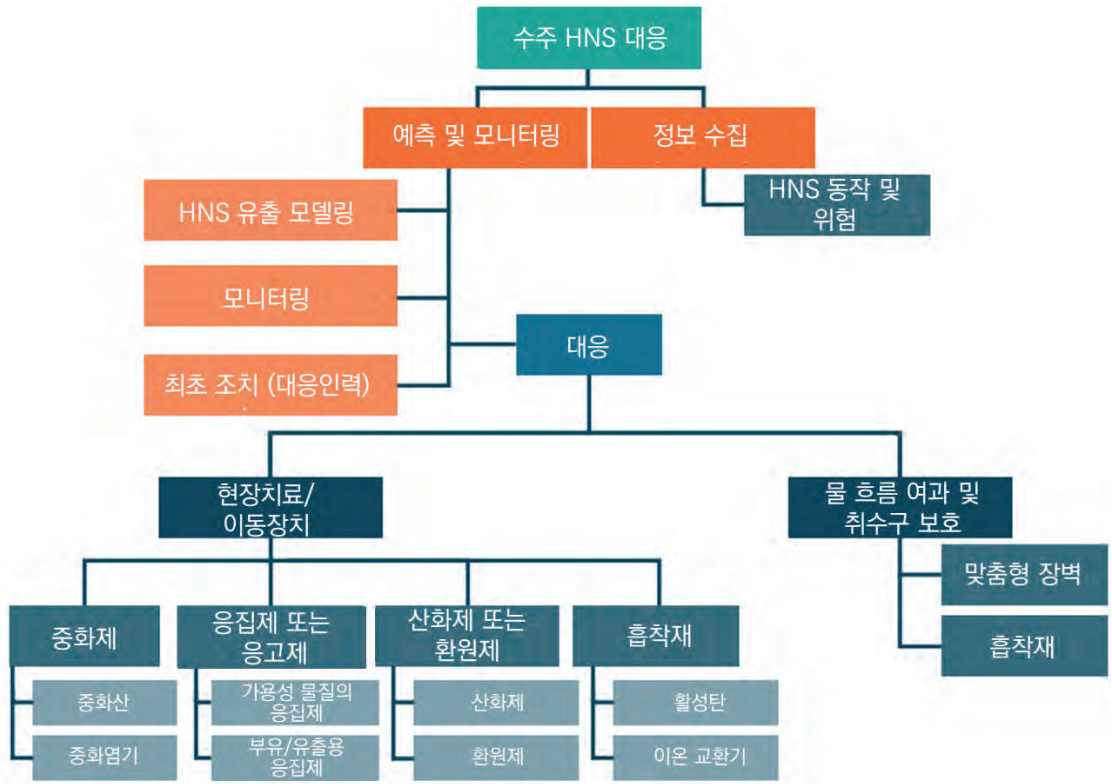 수주 HNS 대응
예측 및 모니터링
정보 수집
HNS 유출 모델링
HNS 동작 및
위험
모니터링
대응
최초 조치 (대응인력)
현장치료/
이동장치
물 흐름 여과 및
취수구 보호
맞춤형 장벽
흡착재
중화제
응집제 또는
응고제
산화제 또는
환원제
흡착재
중화산
가용성 물질의
응집제
산화제
활성탄
중화염기
부유/유출용
응집제
환원제
이온 교환기